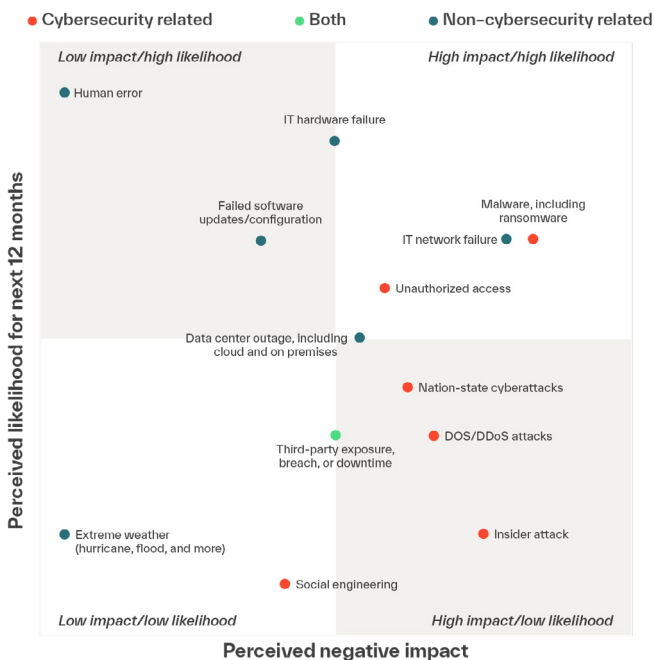 Cybersecurity related
Both
Non-cybersecurity related
Low impact/high likelihood
High impact/high likelihood
Human error
IT hardware failure
Failed software
updates/configuration
Malware, including
ransomware
IT network failure
Unauthorized access
Data center outage, including
cloud and on premises
Nation-state cyberattacks
DOS/DDoS attacks
Third-party exposure,
breach, or downtime
Extreme weather
(hurricane, flood, and more)
Insider attack
Social engineering
Low impact/low likelihood
High impact/low likelihood
Perceived likelihood for next 12 months
Perceived negative impact